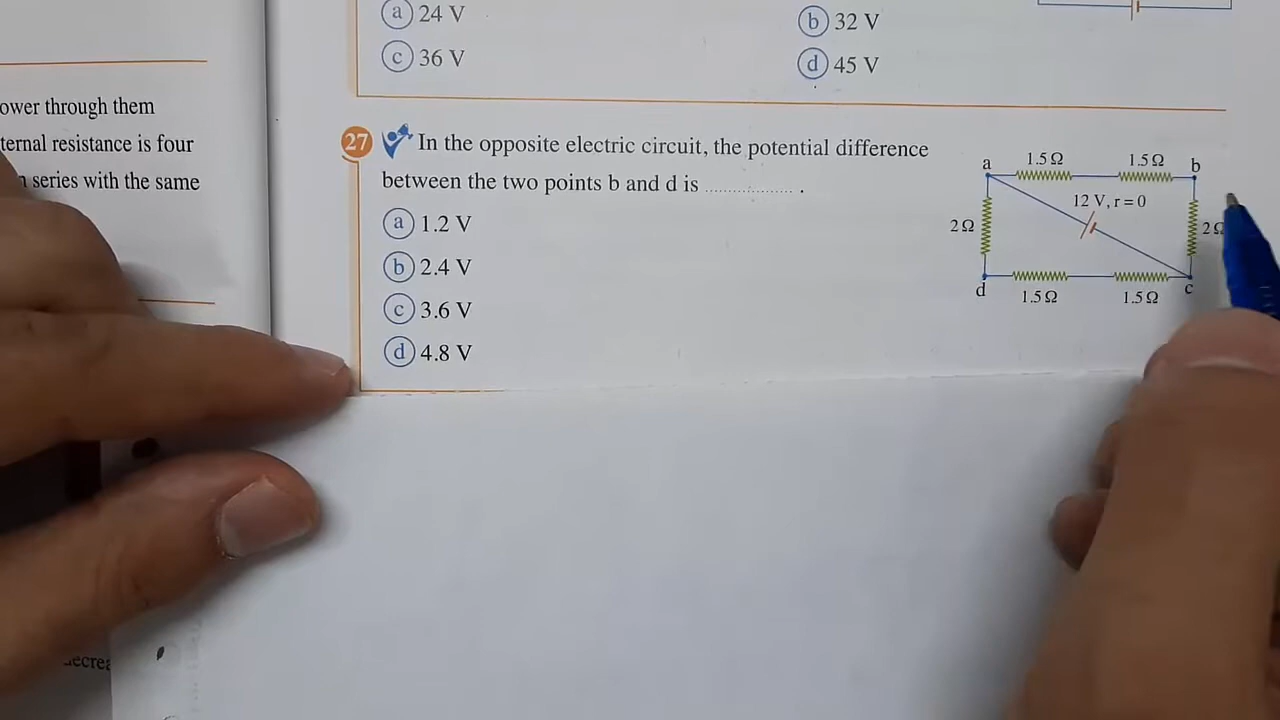 ower through them
ternal resistance is four
series with the same
ⓐ 24 V
ⓑ 32 V
ⓒ 36 V
ⓓ 45 V
27 In the opposite electric circuit, the potential difference
between the two points b and d is .................... .
ⓐ 1.2 V
ⓑ 2.4 V
ⓒ 3.6 V
ⓓ 4.8 V
a 1.5 Ω 1.5 Ω b
12 V, r = 0
2 Ω 2 Ω
d 1.5 Ω 1.5 Ω c